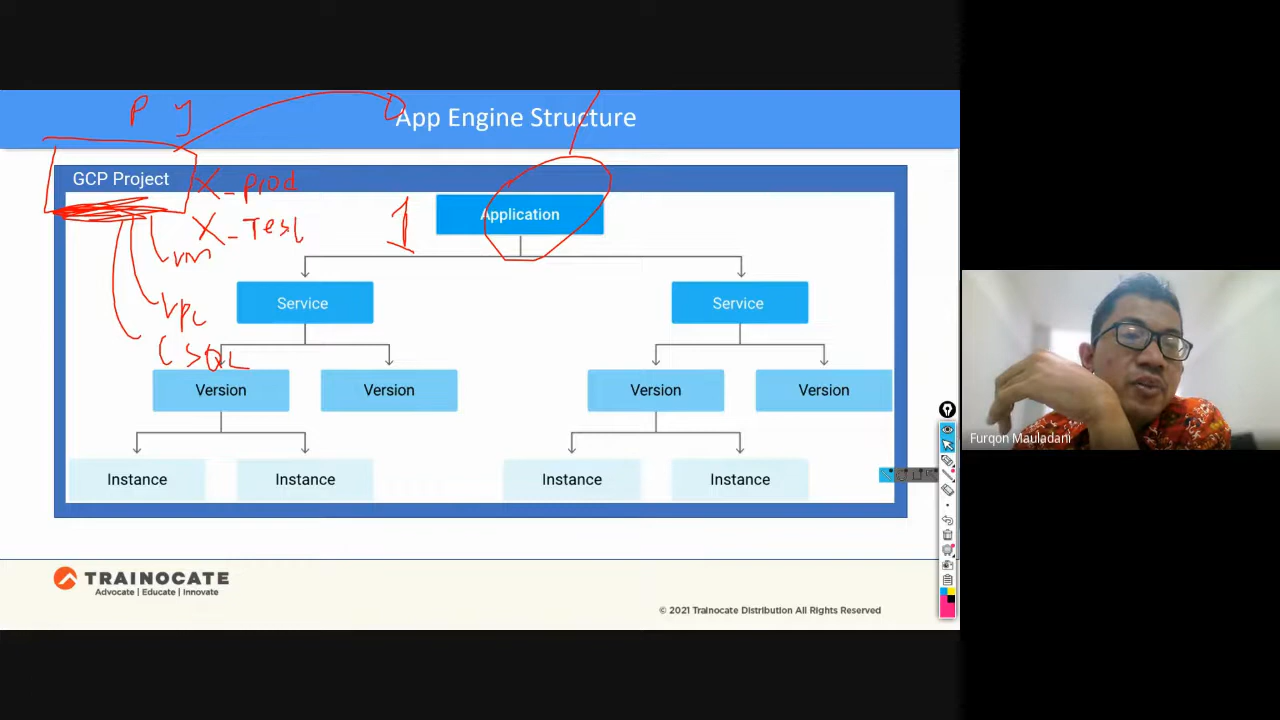 P y
App Engine Structure
GCP Project
X_prod
1
Application
X_Test
vm
Service
Service
vpc
CSQL
Version
Version
Version
Version
Instance
Instance
Instance
Instance
Furqon Mauladani
TRAINOCATE
Advocate | Educate | Innovate
© 2021 Trainocate Distribution All Rights Reserved